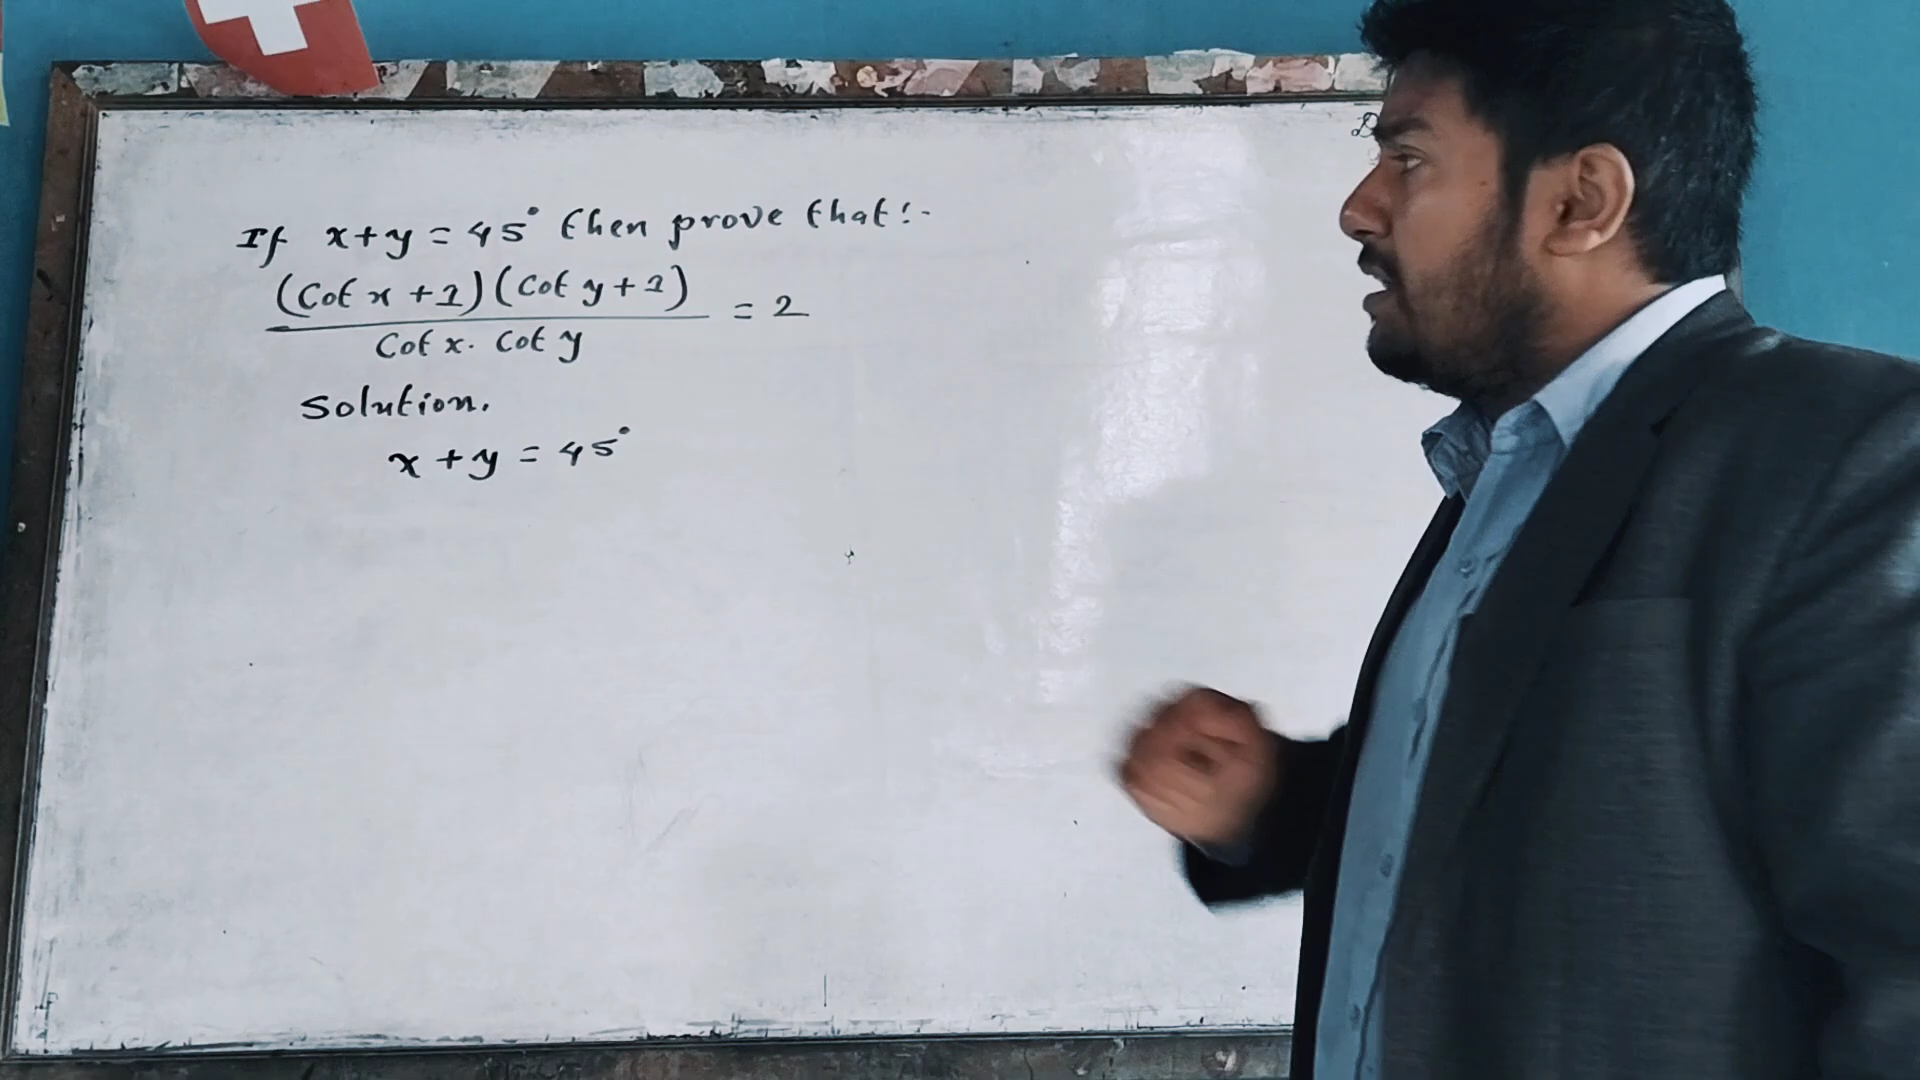 If x+y = 45° then prove that:-
(Cot x +1)(Cot y+1)
= 2
Cot x. Cot y
Solution.
x + y = 45°